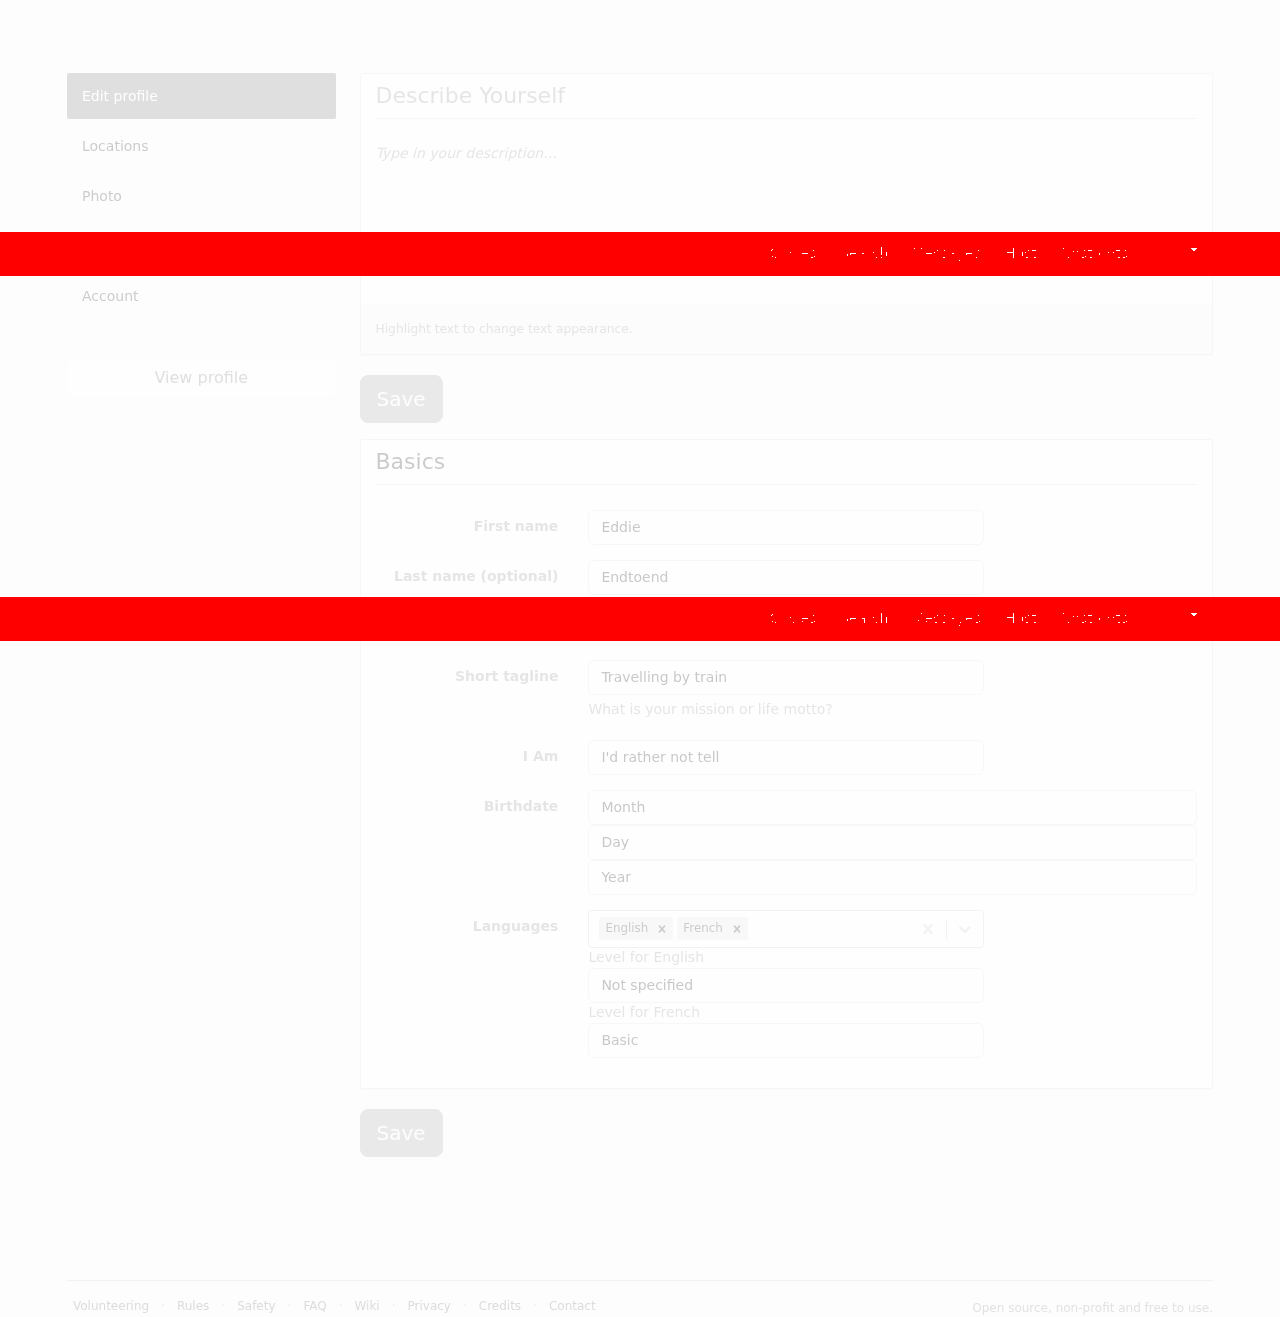 Edit profile
Describe Yourself
Locations
Type in your description...
Photo
Account
Highlight text to change text appearance.
View profile
Save
Basics
First name
Eddie
Last name (optional)
Endtoend
Short tagline
Travelling by train
What is your mission or life motto?
I Am
I'd rather not tell
Birthdate
Month
Day
Year
Languages
English x French x
Level for English
Not specified
Level for French
Basic
Save
Volunteering · Rules · Safety · FAQ · Wiki · Privacy · Credits · Contact
Open source, non-profit and free to use.